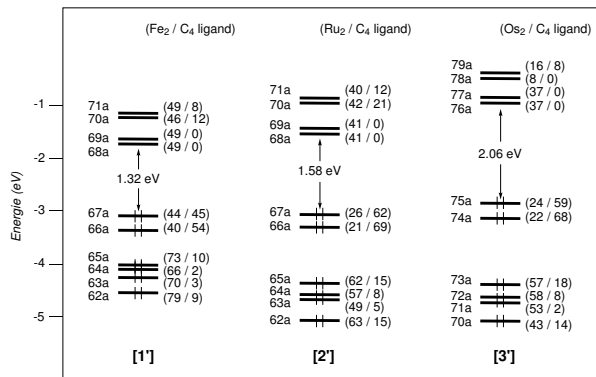 (Fe2 / C4 ligand) (Ru2 / C4 ligand) (Os2 / C4 ligand)
Energie (eV)
-1
-2
-3
-4
-5
71a (49 / 8)
70a (46 / 12)
69a (49 / 0)
68a (49 / 0)
1.32 eV
67a (44 / 45)
66a (40 / 54)
65a (73 / 10)
64a (66 / 2)
63a (70 / 3)
62a (79 / 9)
[1']
71a (40 / 12)
70a (42 / 21)
69a (41 / 0)
68a (41 / 0)
1.58 eV
67a (26 / 62)
66a (21 / 69)
65a (62 / 15)
64a (57 / 8)
63a (49 / 5)
62a (63 / 15)
[2']
79a (16 / 8)
78a (8 / 0)
77a (37 / 0)
76a (37 / 0)
2.06 eV
75a (24 / 59)
74a (22 / 68)
73a (57 / 18)
72a (58 / 8)
71a (53 / 2)
70a (43 / 14)
[3']